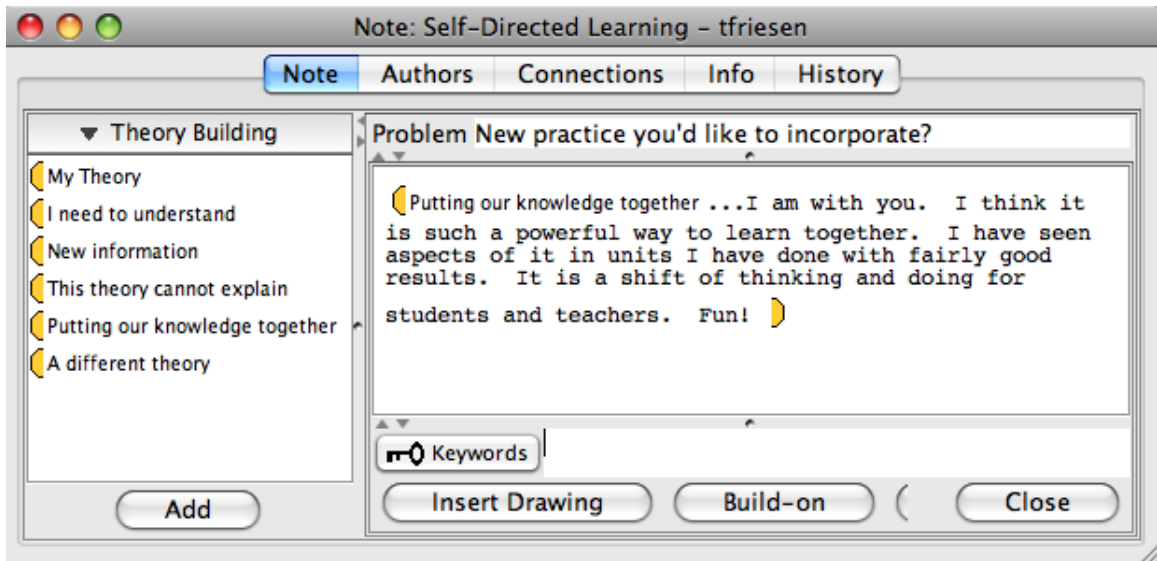 Note: Self-Directed Learning - tfriesen
Note Authors Connections Info History
Theory Building
My Theory
I need to understand
New information
This theory cannot explain
Putting our knowledge together
A different theory
Add
Problem New practice you'd like to incorporate?
Putting our knowledge together ...I am with you. I think it
is such a powerful way to learn together. I have seen
aspects of it in units I have done with fairly good
results. It is a shift of thinking and doing for
students and teachers. Fun!
Keywords
Insert Drawing Build-on Close